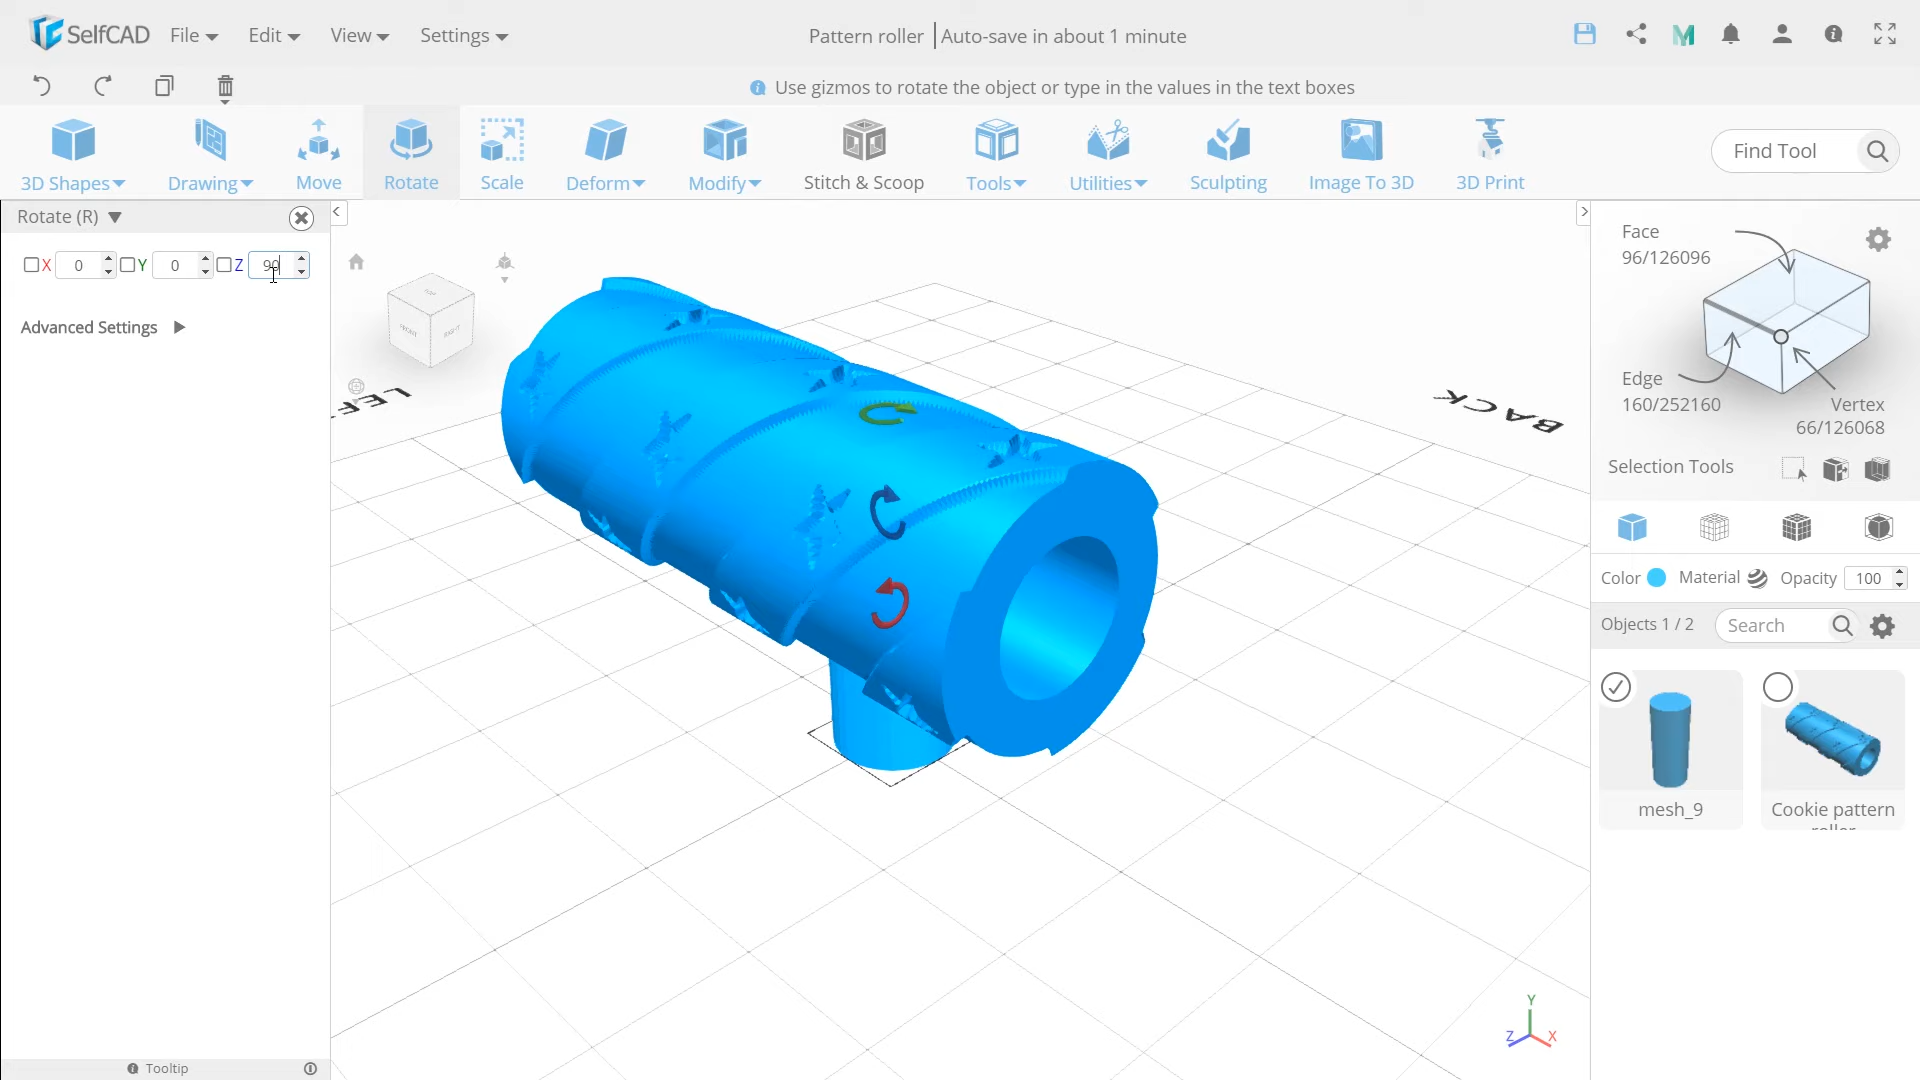 SelfCAD File Edit View Settings
Pattern roller Auto-save in about 1 minute
Use gizmos to rotate the object or type in the values in the text boxes
3D Shapes Drawing Move Rotate Scale Deform Modify Stitch & Scoop Tools Utilities Sculpting Image To 3D 3D Print
Find Tool
Rotate (R)
X 0 Y 0 Z 90
Advanced Settings
TOP
FRONT RIGHT
BACK
Y
Z X
Face
96/126096
Edge
160/252160
Vertex
66/126068
Selection Tools
Color Material Opacity 100
Objects 1 / 2 Search
mesh_9
Cookie pattern
roller
Tooltip